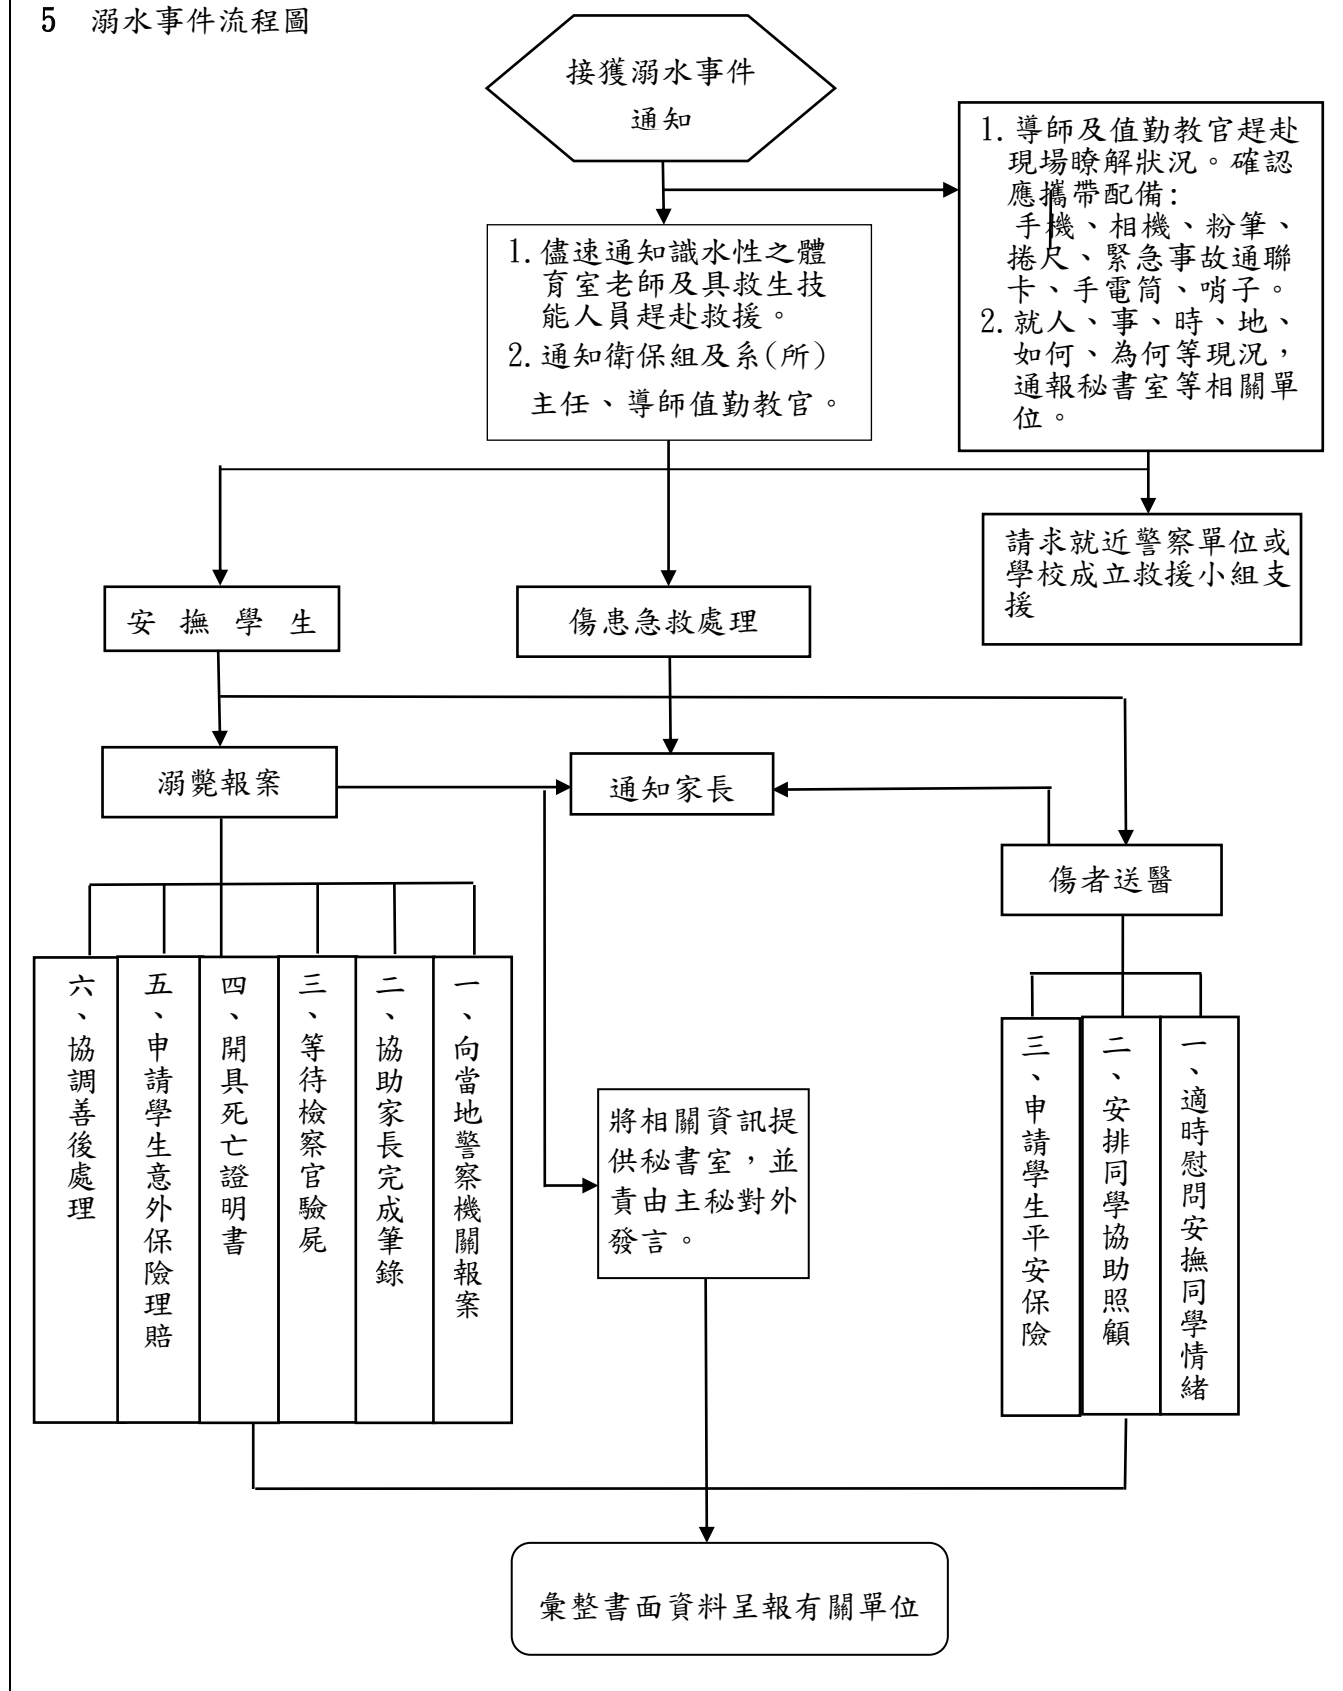 5 溺水事件流程圖
接獲溺水事件
通知
1. 導師及值勤教官趕赴
現場瞭解狀況。確認
應攜帶配備:
手機、相機、粉筆、
捲尺、緊急事故通聯
卡、手電筒、哨子。
2. 就人、事、時、地、
如何、為何等現況，
通報秘書室等相關單
位。
1. 儘速通知識水性之體
育室老師及具救生技
能人員趕赴救援。
2. 通知衛保組及系(所)
主任、導師值勤教官。
請求就近警察單位或
學校成立救援小組支
援
安撫學生
傷患急救處理
溺斃報案
通知家長
傷者送醫
一、向當地警察機關報案
二、協助家長完成筆錄
三、等待檢察官驗屍
四、開具死亡證明書
五、申請學生意外保險理賠
六、協調善後處理
將相關資訊提
供秘書室，並
責由主秘對外
發言。
一、適時慰問安撫同學情緒
二、安排同學協助照顧
三、申請學生平安保險
彙整書面資料呈報有關單位